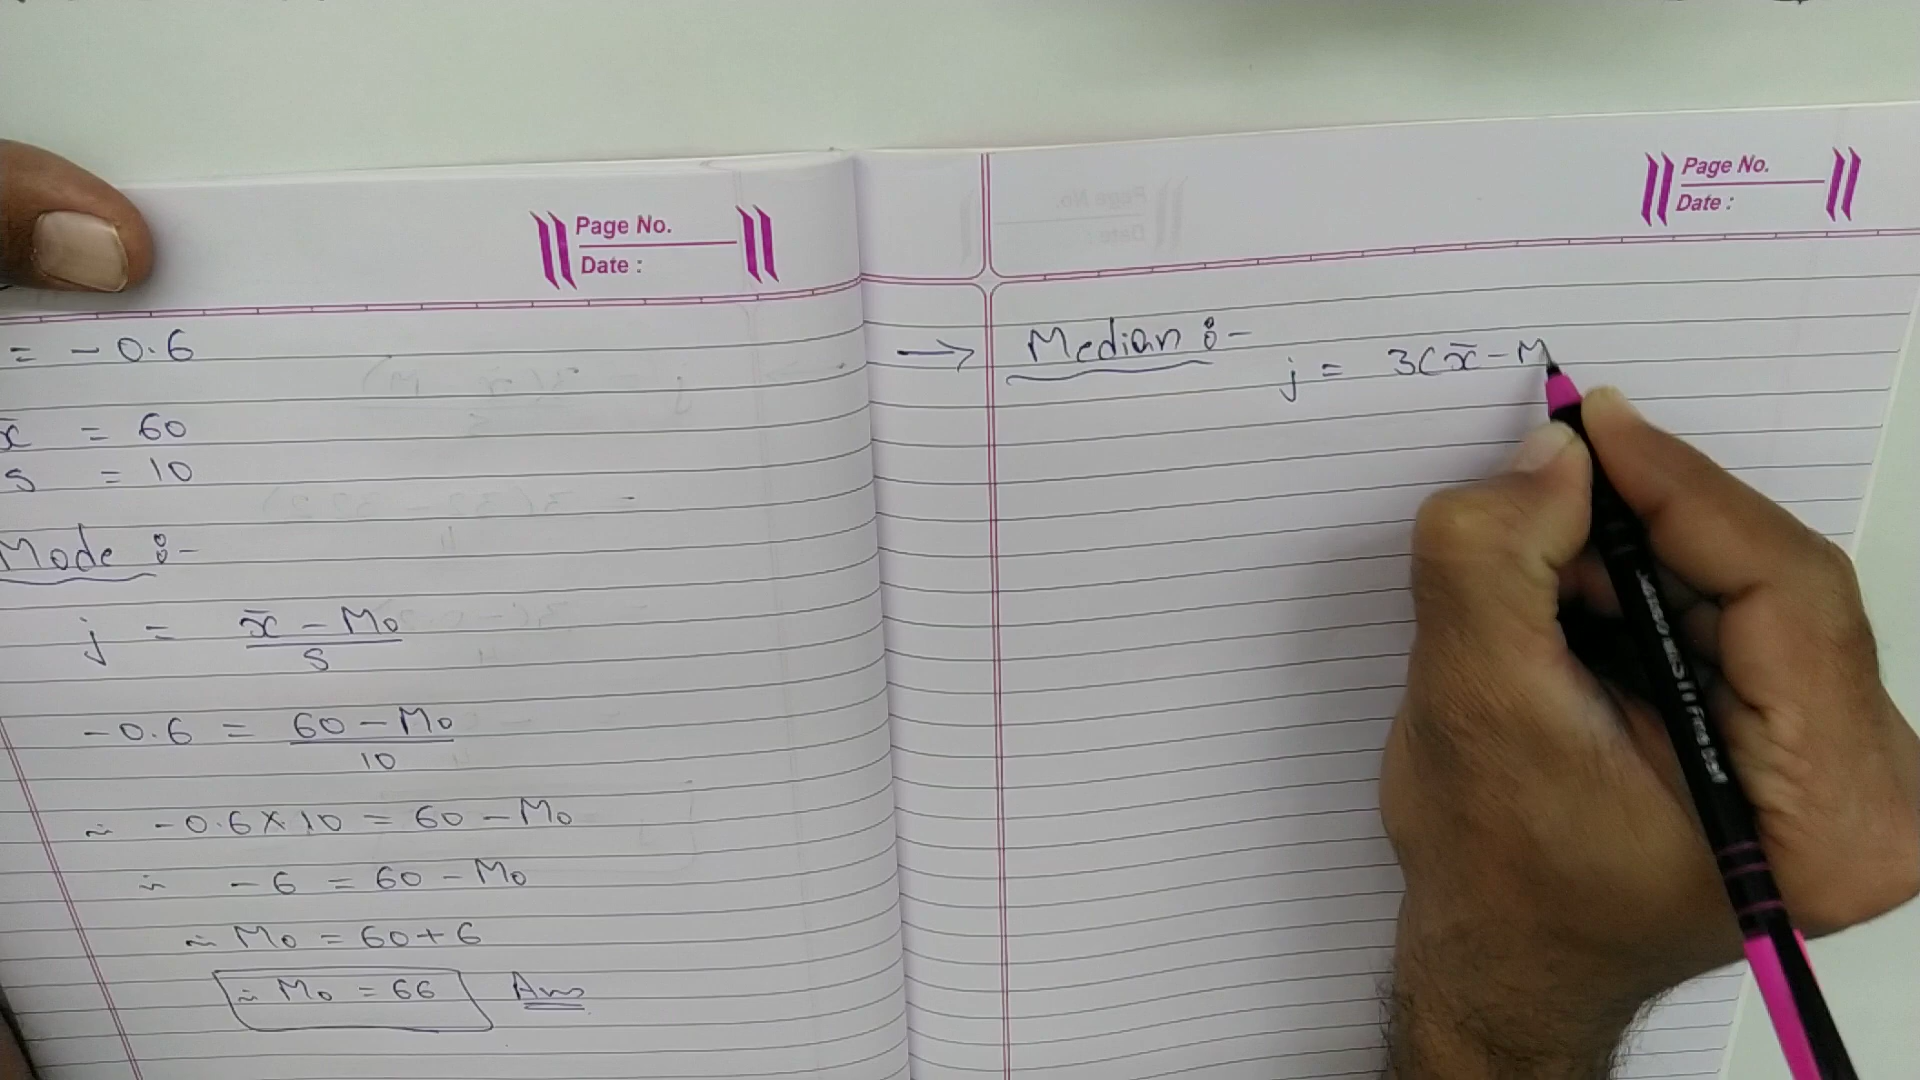 Page No.
Date :
= - 0.6
x̄ = 60
s = 10
Mode :-
j = x̄ - Mo / s
-0.6 = 60 - Mo / 10
∴ -0.6 × 10 = 60 - Mo
∴ -6 = 60 - Mo
∴ Mo = 60 + 6
∴ Mo = 66 Ans
Page No.
Date :
→ Median :-
j = 3(x̄ - M